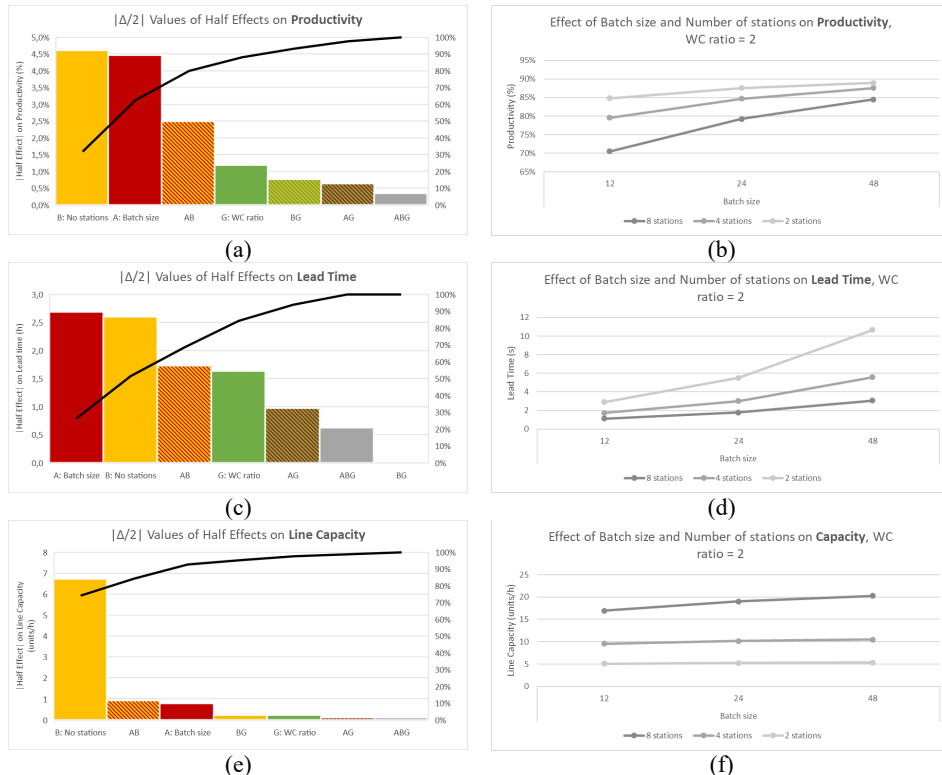 |Δ/2| Values of Half Effects on Productivity
|Half Effect| on Productivity (%)
5,0%
4,5%
4,0%
3,5%
3,0%
2,5%
2,0%
1,5%
1,0%
0,5%
0,0%
100%
90%
80%
70%
60%
50%
40%
30%
20%
10%
0%
B: No stations A: Batch size AB G: WC ratio BG AG ABG
(a)
Effect of Batch size and Number of stations on Productivity,
WC ratio = 2
Productivity (%)
95%
90%
85%
80%
75%
70%
65%
12 24 48
Batch size
8 stations 4 stations 2 stations
(b)
|Δ/2| Values of Half Effects on Lead Time
|Half Effect| on Lead time (h)
3,0
2,5
2,0
1,5
1,0
0,5
0,0
100%
90%
80%
70%
60%
50%
40%
30%
20%
10%
0%
A: Batch size B: No stations AB G: WC ratio AG ABG BG
(c)
Effect of Batch size and Number of stations on Lead Time, WC
ratio = 2
Lead Time (s)
12
10
8
6
4
2
0
12 24 48
Batch size
8 stations 4 stations 2 stations
(d)
|Δ/2| Values of Half Effects on Line Capacity
|Half Effect| on Line Capacity
(units/h)
8
7
6
5
4
3
2
1
0
100%
90%
80%
70%
60%
50%
40%
30%
20%
10%
0%
B: No stations AB A: Batch size BG G: WC ratio AG ABG
(e)
Effect of Batch size and Number of stations on Capacity, WC
ratio = 2
Line Capacity (units/h)
25
20
15
10
5
0
12 24 48
Batch size
8 stations 4 stations 2 stations
(f)